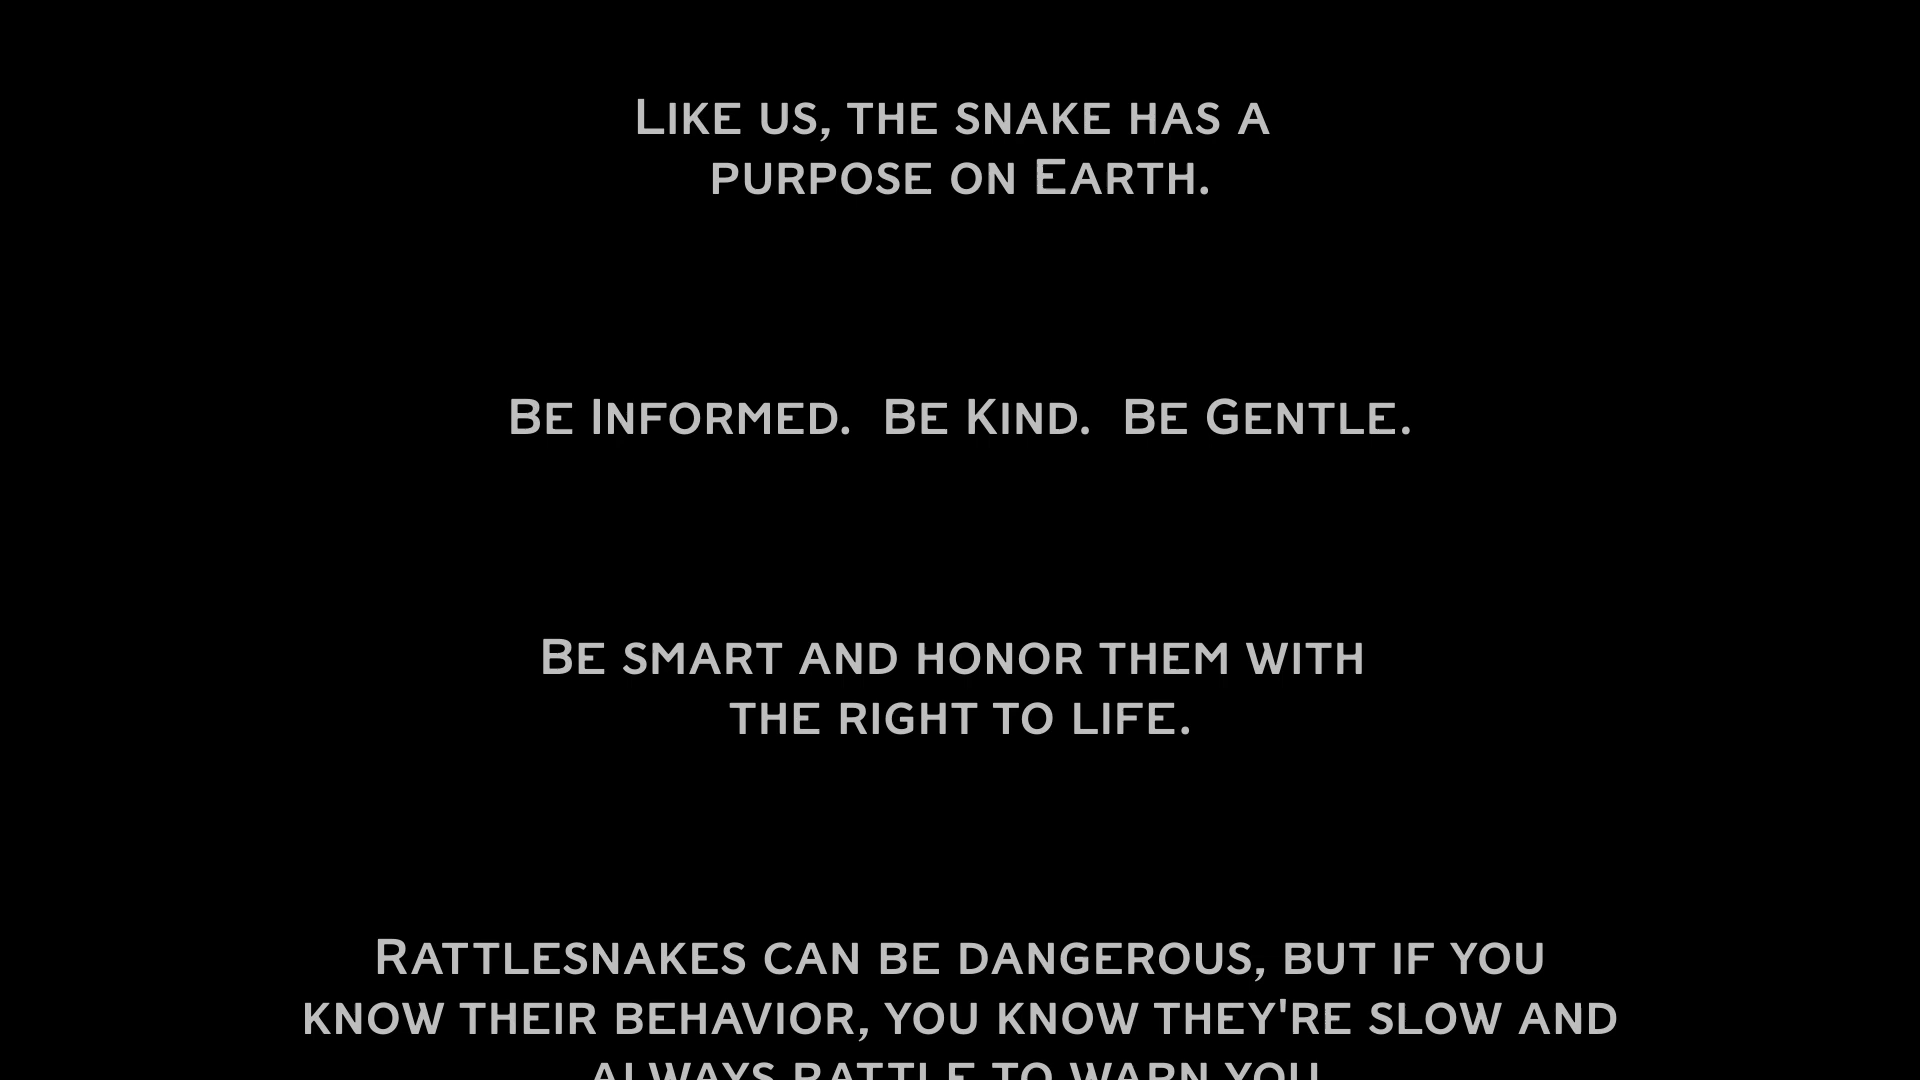 Like us, the snake has a
purpose on Earth.
Be Informed.  Be Kind.  Be Gentle.
Be smart and honor them with
the right to life.
Rattlesnakes can be dangerous, but if you
know their behavior, you know they're slow and
always rattle to warn you.